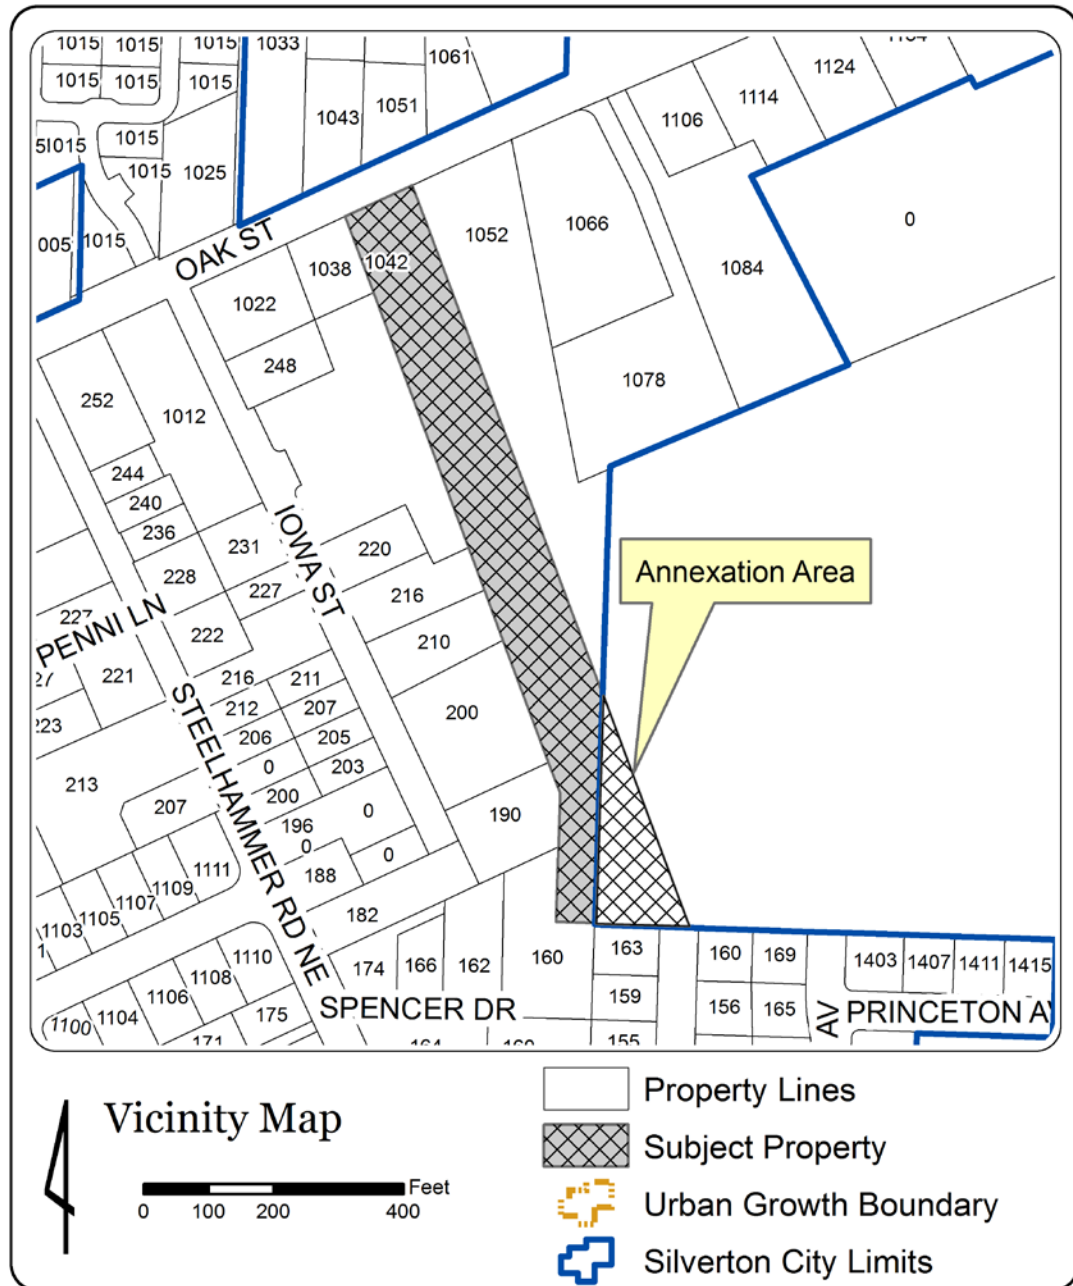 1015 1015 1015 1033 1061 1124
1015 1015 1015 1043 1051 1106 1114
1015 1015
1015 1025
005 1015
OAK ST
1022 1038 1042 1052 1066 1084 0
248 1078
252 1012
244
240
236 231 220
228 227 216
222 210
IOWA ST
PENNI LN
227
221 216 211 200
223 212 207
206 205
0 203
213 207 200 0 190
196
0 0
1111 188
1109
1107
1105
1103 182
STEELHAMMER RD NE
Annexation Area
1110 174 166 162 160 163 160 169 1403 1407 1411 1415
1108
1106 159 156 165
1104 175
1100 171 155
SPENCER DR
AV
PRINCETON AV
Vicinity Map
Feet
0 100 200 400
Property Lines
Subject Property
Urban Growth Boundary
Silverton City Limits